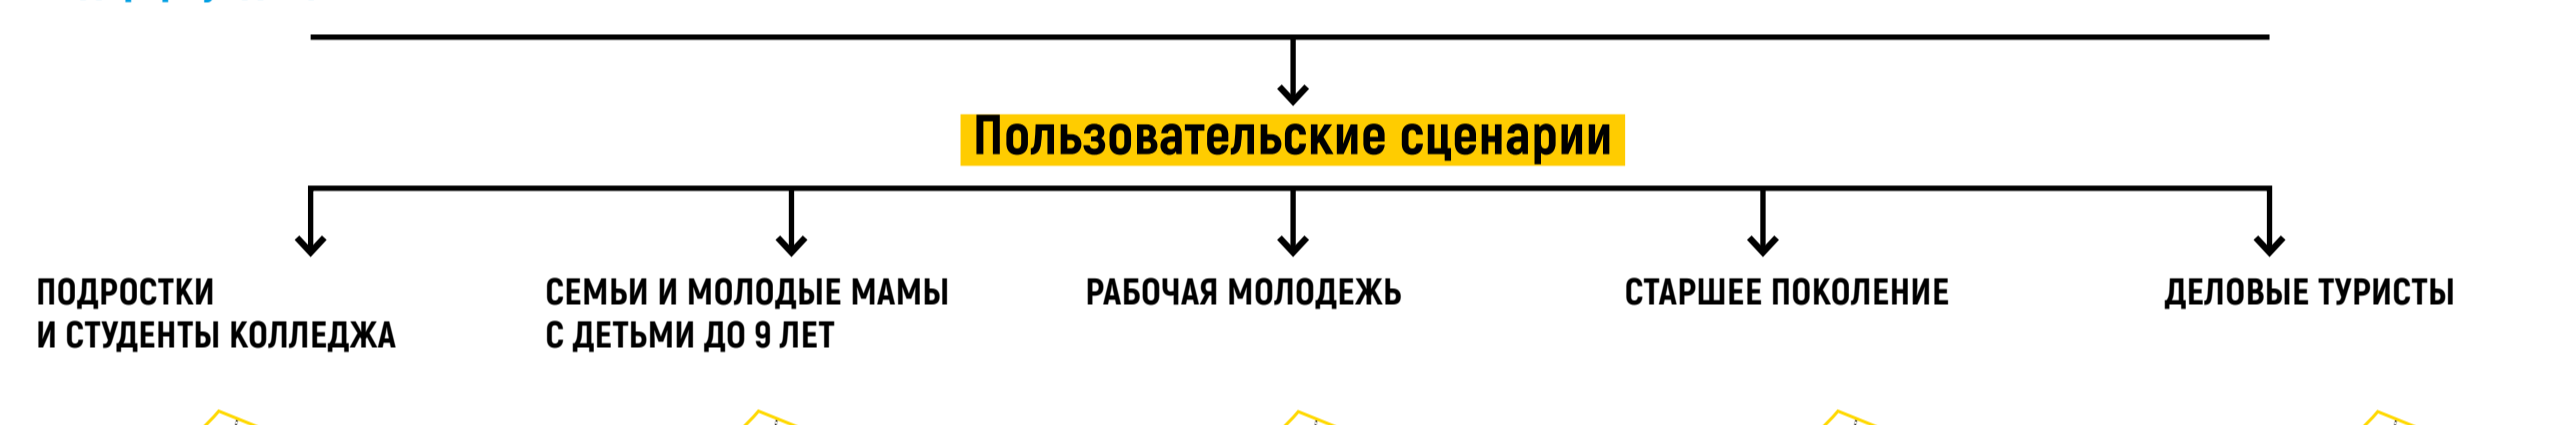 Пользовательские сценарии
ПОДРОСТКИ
И СТУДЕНТЫ КОЛЛЕДЖА
СЕМЬИ И МОЛОДЫЕ МАМЫ
С ДЕТЬМИ ДО 9 ЛЕТ
РАБОЧАЯ МОЛОДЕЖЬ
СТАРШЕЕ ПОКОЛЕНИЕ
ДЕЛОВЫЕ ТУРИСТЫ